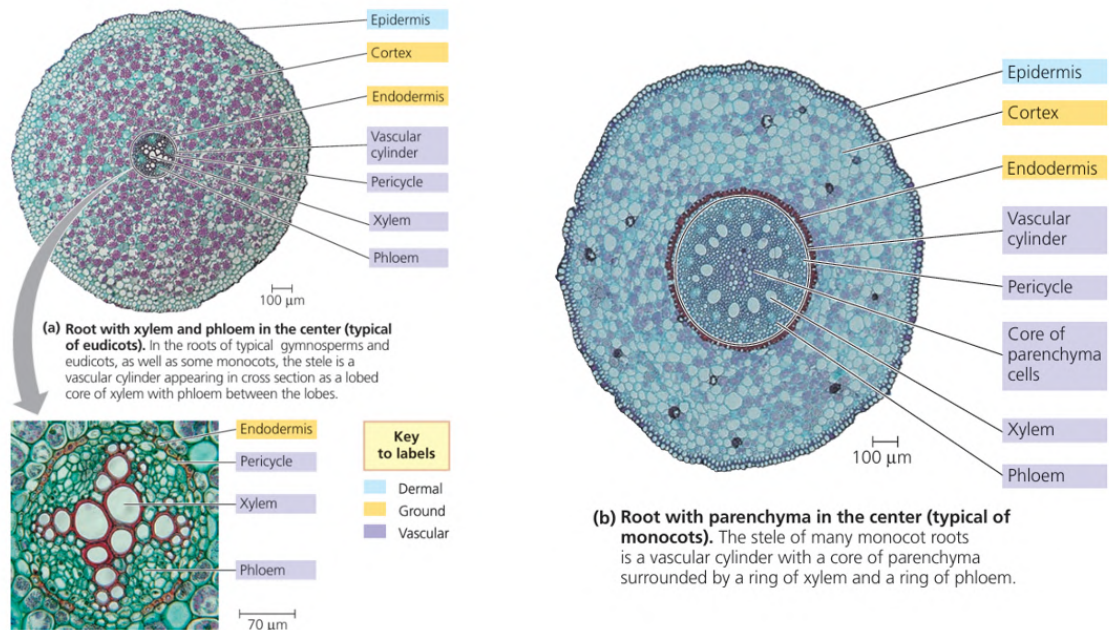 Epidermis
Cortex
Endodermis
Vascular
cylinder
Pericycle
Xylem
Phloem
100 μm
(a) Root with xylem and phloem in the center (typical
of eudicots). In the roots of typical gymnosperms and
eudicots, as well as some monocots, the stele is a
vascular cylinder appearing in cross section as a lobed
core of xylem with phloem between the lobes.
Endodermis
Pericycle
Xylem
Phloem
70 μm
Key
to labels
Dermal
Ground
Vascular
Epidermis
Cortex
Endodermis
Vascular
cylinder
Pericycle
Core of
parenchyma
cells
Xylem
Phloem
100 μm
(b) Root with parenchyma in the center (typical of
monocots). The stele of many monocot roots
is a vascular cylinder with a core of parenchyma
surrounded by a ring of xylem and a ring of phloem.